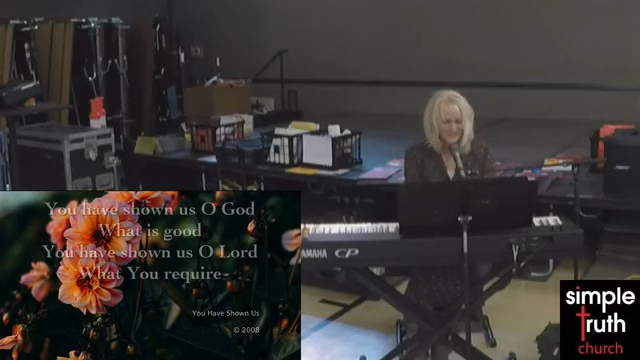 You have shown us O God
What is good
You have shown us O Lord
What You require
You Have Shown Us
© 2008
YAMAHA CP
simple
truth
church